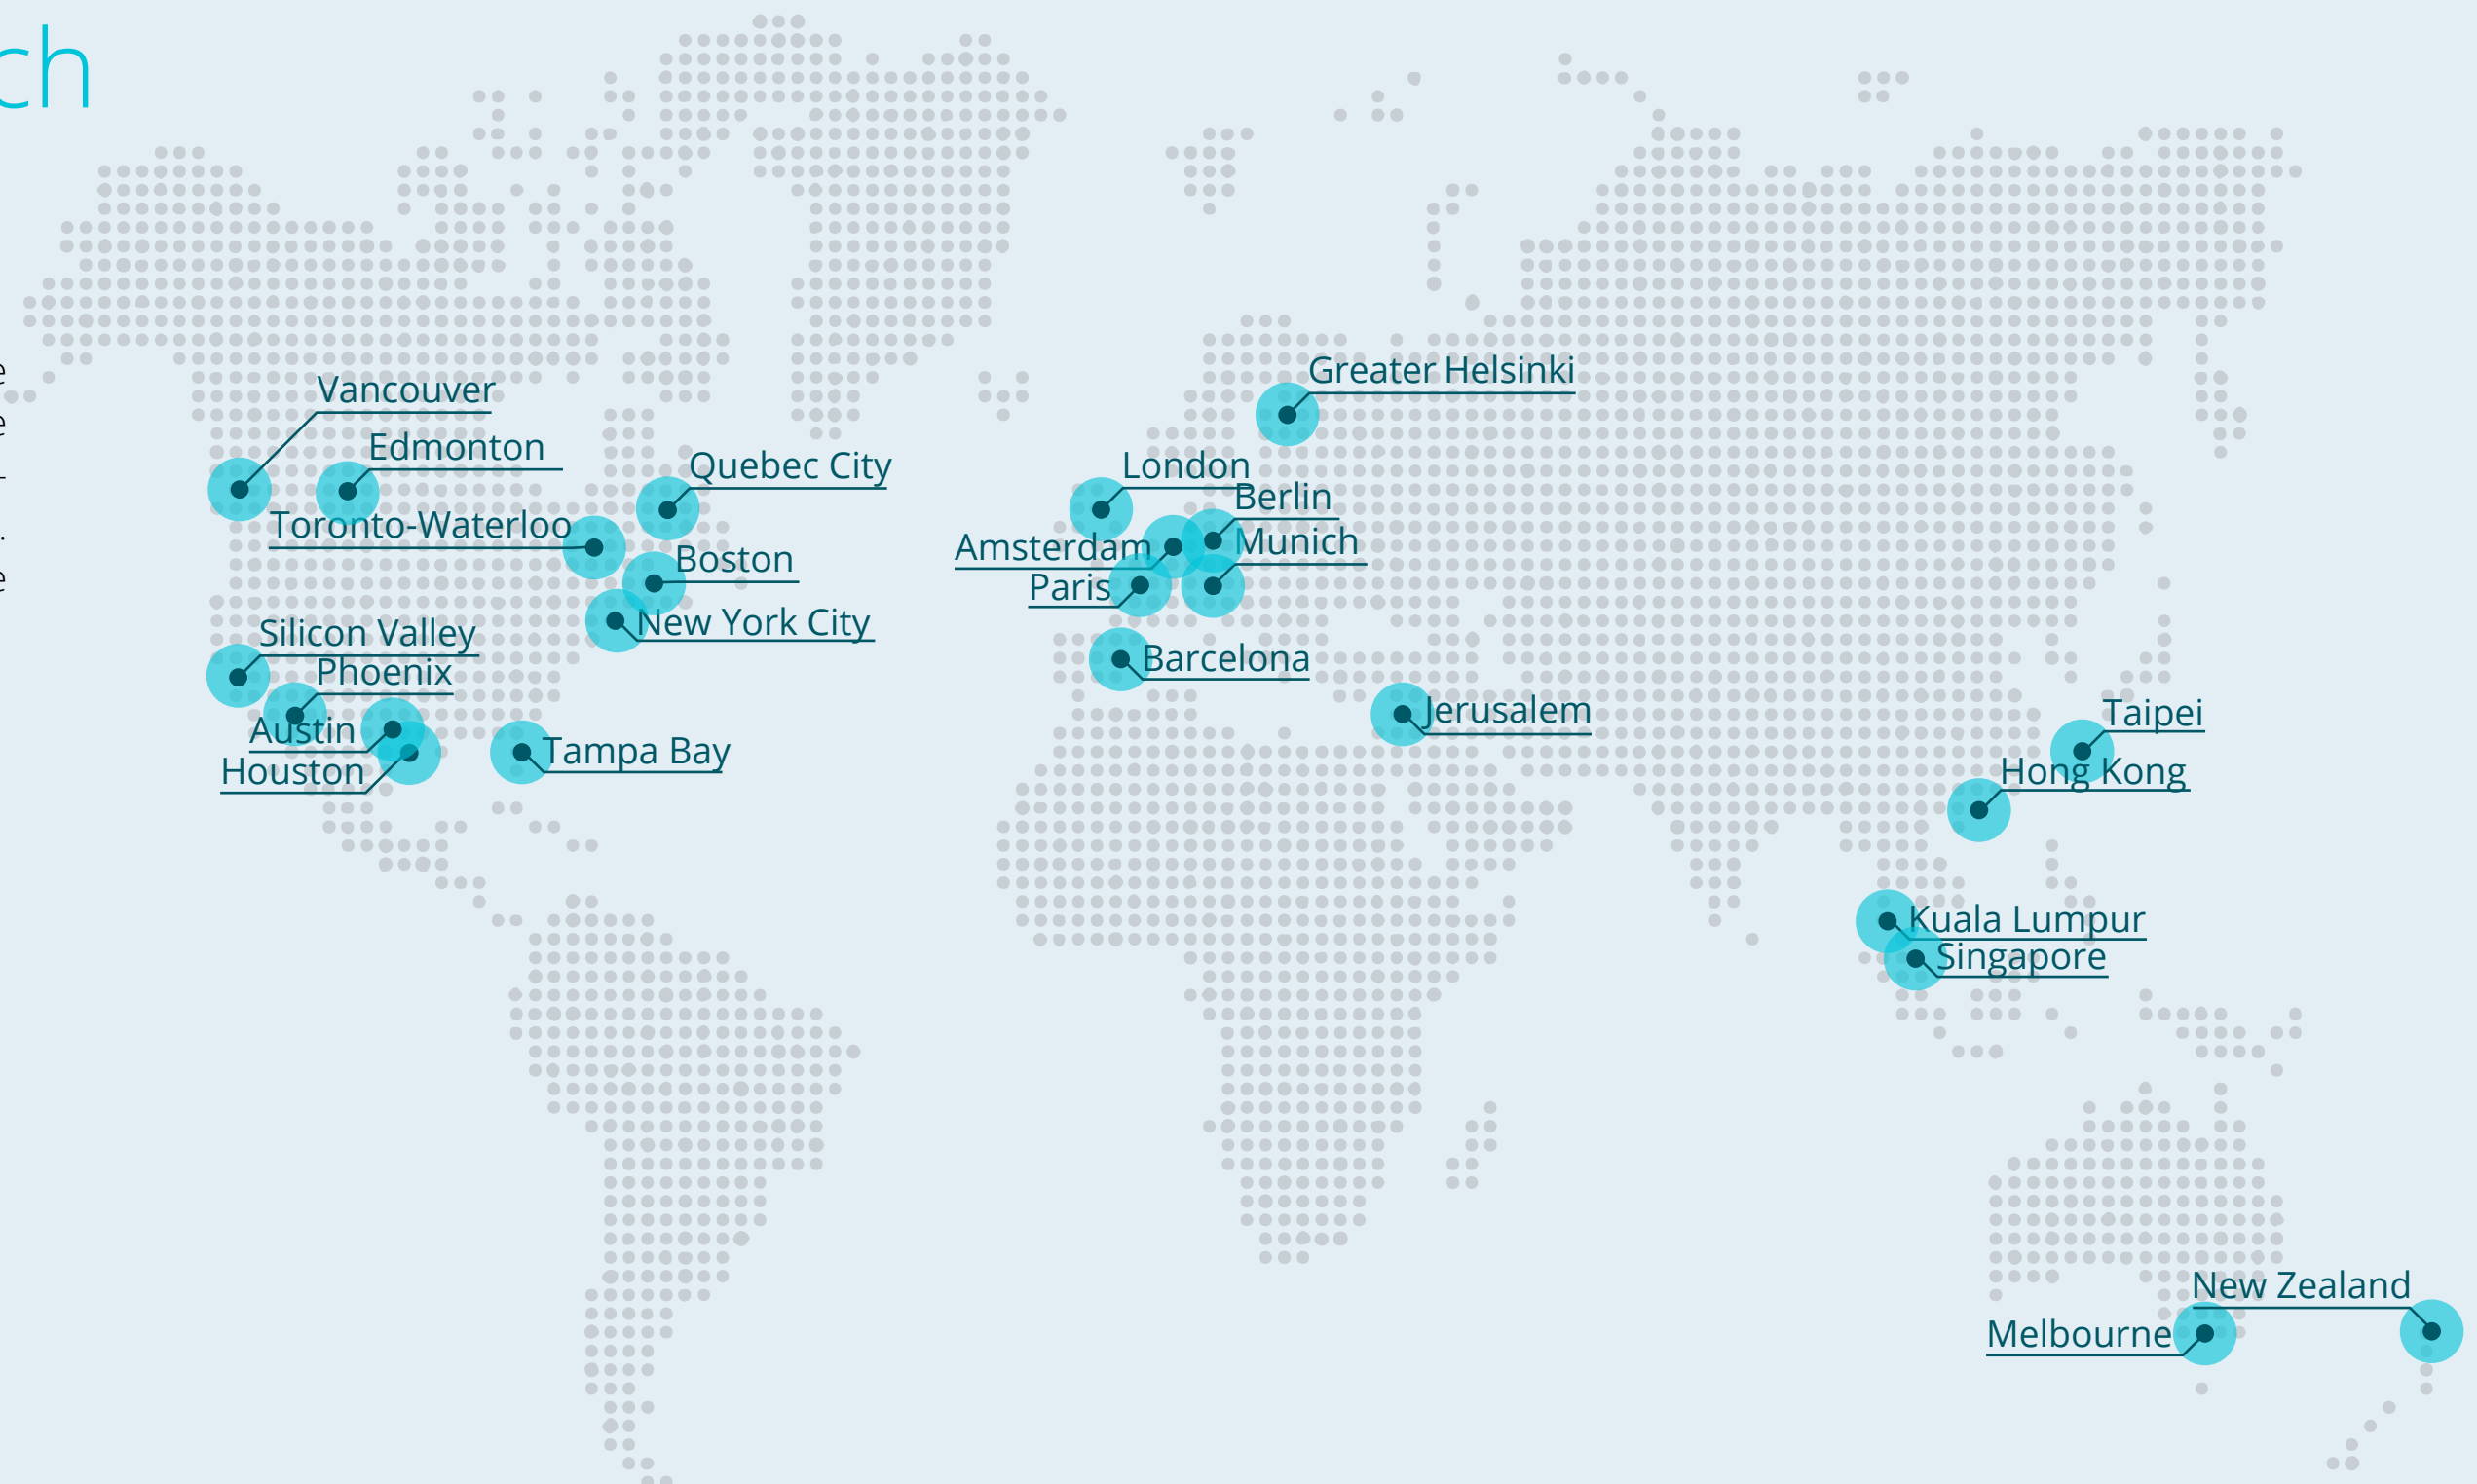 ch
Vancouver
Edmonton
Quebec City
Toronto-Waterloo
Boston
New York City
Silicon Valley
Phoenix
Austin
Houston
Tampa Bay
Greater Helsinki
London
Berlin
Amsterdam
Munich
Paris
Barcelona
Jerusalem
Taipei
Hong Kong
Kuala Lumpur
Singapore
New Zealand
Melbourne